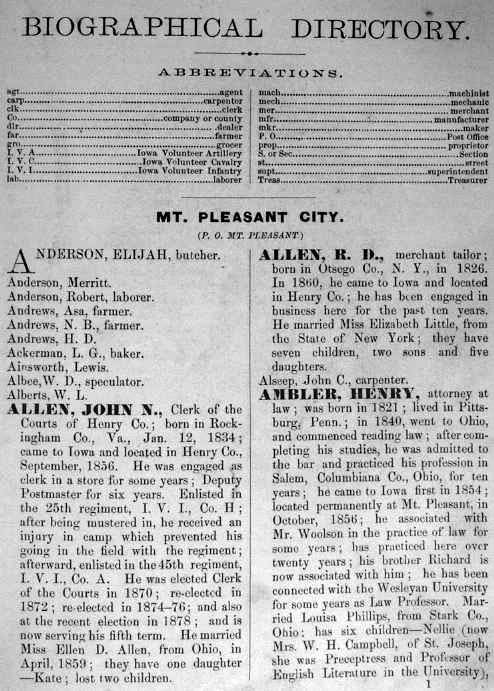 BIOGRAPHICAL DIRECTORY.
ABBREVIATIONS.
agt....................agent
carp....................carpenter
clk....................clerk
Co....................company or county
dlr....................dealer
far....................farmer
gro....................grocer
I. V. A....................Iowa Volunteer Artillery
I. V. C....................Iowa Volunteer Cavalry
I. V. I....................Iowa Volunteer Infantry
lab....................laborer
mach....................machinist
mech....................mechanic
mer....................merchant
mfr....................manufacturer
mkr....................maker
P. O....................Post Office
prop....................proprietor
S. or Sec....................Section
st....................street
supt....................superintendent
Treas....................Treasurer
MT. PLEASANT CITY.
(P. O. MT. PLEASANT)
ANDERSON, ELIJAH, butcher.
Anderson, Merritt.
Anderson, Robert, laborer.
Andrews, Asa, farmer.
Andrews, N. B., farmer.
Andrews, H. D.
Ackerman, L. G., baker.
Ainsworth, Lewis.
Albee, W. D., speculator.
Alberts, W. L.
ALLEN, JOHN N., Clerk of the
Courts of Henry Co.; born in Rock-
ingham Co., Va., Jan. 12, 1834;
came to Iowa and located in Henry Co.,
September, 1856. He was engaged as
clerk in a store for some years; Deputy
Postmaster for six years. Enlisted in
the 25th regiment, I. V. I., Co. H;
after being mustered in, he received an
injury in camp which prevented his
going in the field with the regiment;
afterward, enlisted in the 45th regiment,
I. V. I., Co. A. He was elected Clerk
of the Courts in 1870; re-elected in
1872; re-elected in 1874-76; and also
at the recent election in 1878; and is
now serving his fifth term. He married
Miss Ellen D. Allen, from Ohio, in
April, 1859; they have one daughter
—Kate; lost two children.
ALLEN, R. D., merchant tailor;
born in Otsego Co., N. Y., in 1826.
In 1860, he came to Iowa and located
in Henry Co.; he has been engaged in
business here for the past ten years.
He married Miss Elizabeth Little, from
the State of New York; they have
seven children, two sons and five
daughters.
Alseep, John C., carpenter.
AMBLER, HENRY, attorney at
law; was born in 1821; lived in Pitts-
burg, Penn.; in 1840, went to Ohio,
and commenced reading law; after com-
pleting his studies, he was admitted to
the bar and practiced his profession in
Salem, Columbiana Co., Ohio, for ten
years; he came to Iowa first in 1854;
located permanently at Mt. Pleasant, in
October, 1856; he associated with
Mr. Woolson in the practice of law for
some years; has practiced here over
twenty years; his brother Richard is
now associated with him; he has been
connected with the Wesleyan University
for some years as Law Professor. Mar-
ried Louisa Phillips, from Stark Co.,
Ohio; has six children—Nellie (now
Mrs. W. H. Campbell, of St. Joseph,
she was Preceptress and Professor of
English Literature in the University),
1